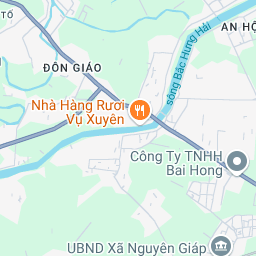 TỐ
AN HỘ
sông Bắc Hưng Hải
ĐÔN GIÁO
Nhà Hàng Rươi
Vụ Xuyên
Công Ty TNHH
Bai Hong
UBND Xã Nguyên Giáp